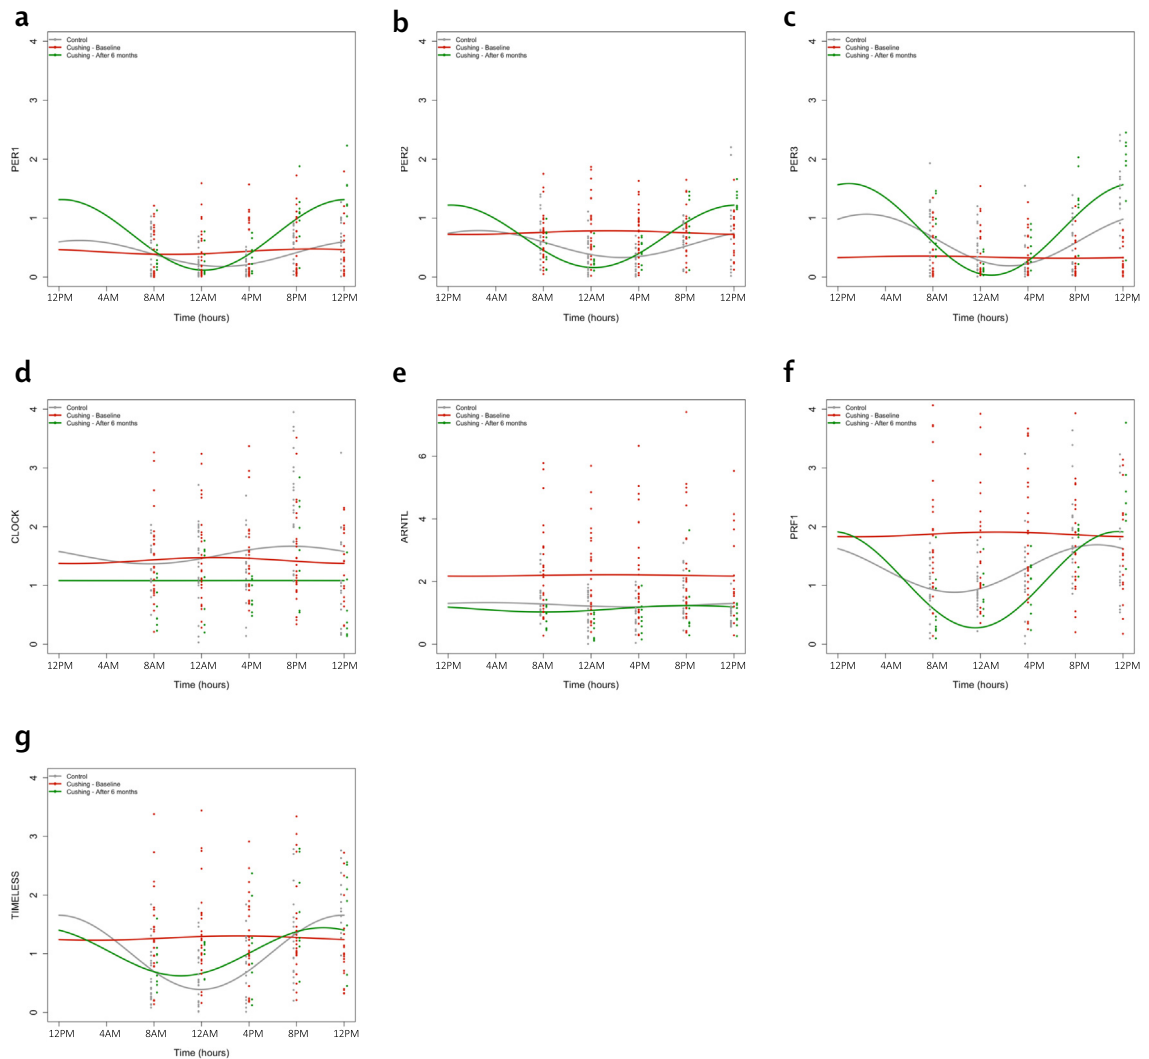 a
Control
Cushing - Baseline
Cushing - After 6 months
4
3
2
1
0
PER1
12PM 4AM 8AM 12AM 4PM 8PM 12PM
Time (hours)
b
Control
Cushing - Baseline
Cushing - After 6 months
4
3
2
1
0
PER2
12PM 4AM 8AM 12AM 4PM 8PM 12PM
Time (hours)
c
Control
Cushing - Baseline
Cushing - After 6 months
4
3
2
1
0
PER3
12PM 4AM 8AM 12AM 4PM 8PM 12PM
Time (hours)
d
Control
Cushing - Baseline
Cushing - After 6 months
4
3
2
1
0
CLOCK
12PM 4AM 8AM 12AM 4PM 8PM 12PM
Time (hours)
e
Control
Cushing - Baseline
Cushing - After 6 months
6
4
2
0
ARNTL
12PM 4AM 8AM 12AM 4PM 8PM 12PM
Time (hours)
f
Control
Cushing - Baseline
Cushing - After 6 months
4
3
2
1
0
PRF1
12PM 4AM 8AM 12AM 4PM 8PM 12PM
Time (hours)
g
Control
Cushing - Baseline
Cushing - After 6 months
4
3
2
1
0
TIMELESS
12PM 4AM 8AM 12AM 4PM 8PM 12PM
Time (hours)